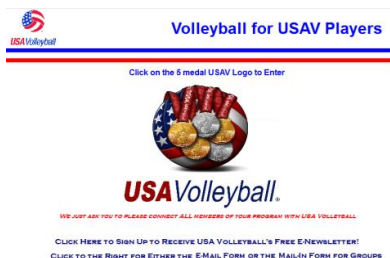 USAVolleyball
Volleyball for USAV Players
Click on the 5 medal USAV Logo to Enter
USAVolleyball.
WE JUST ASK YOU TO PLEASE CONNECT ALL MEMBERS OF YOUR PROGRAM WITH USA VOLLEYBALL
CLICK HERE TO SIGN UP TO RECEIVE USA VOLLEYBALL'S FREE E-NEWSLETTER!
CLICK TO THE RIGHT FOR EITHER THE E-MAIL FORM OR THE MAIL-IN FORM FOR GROUPS